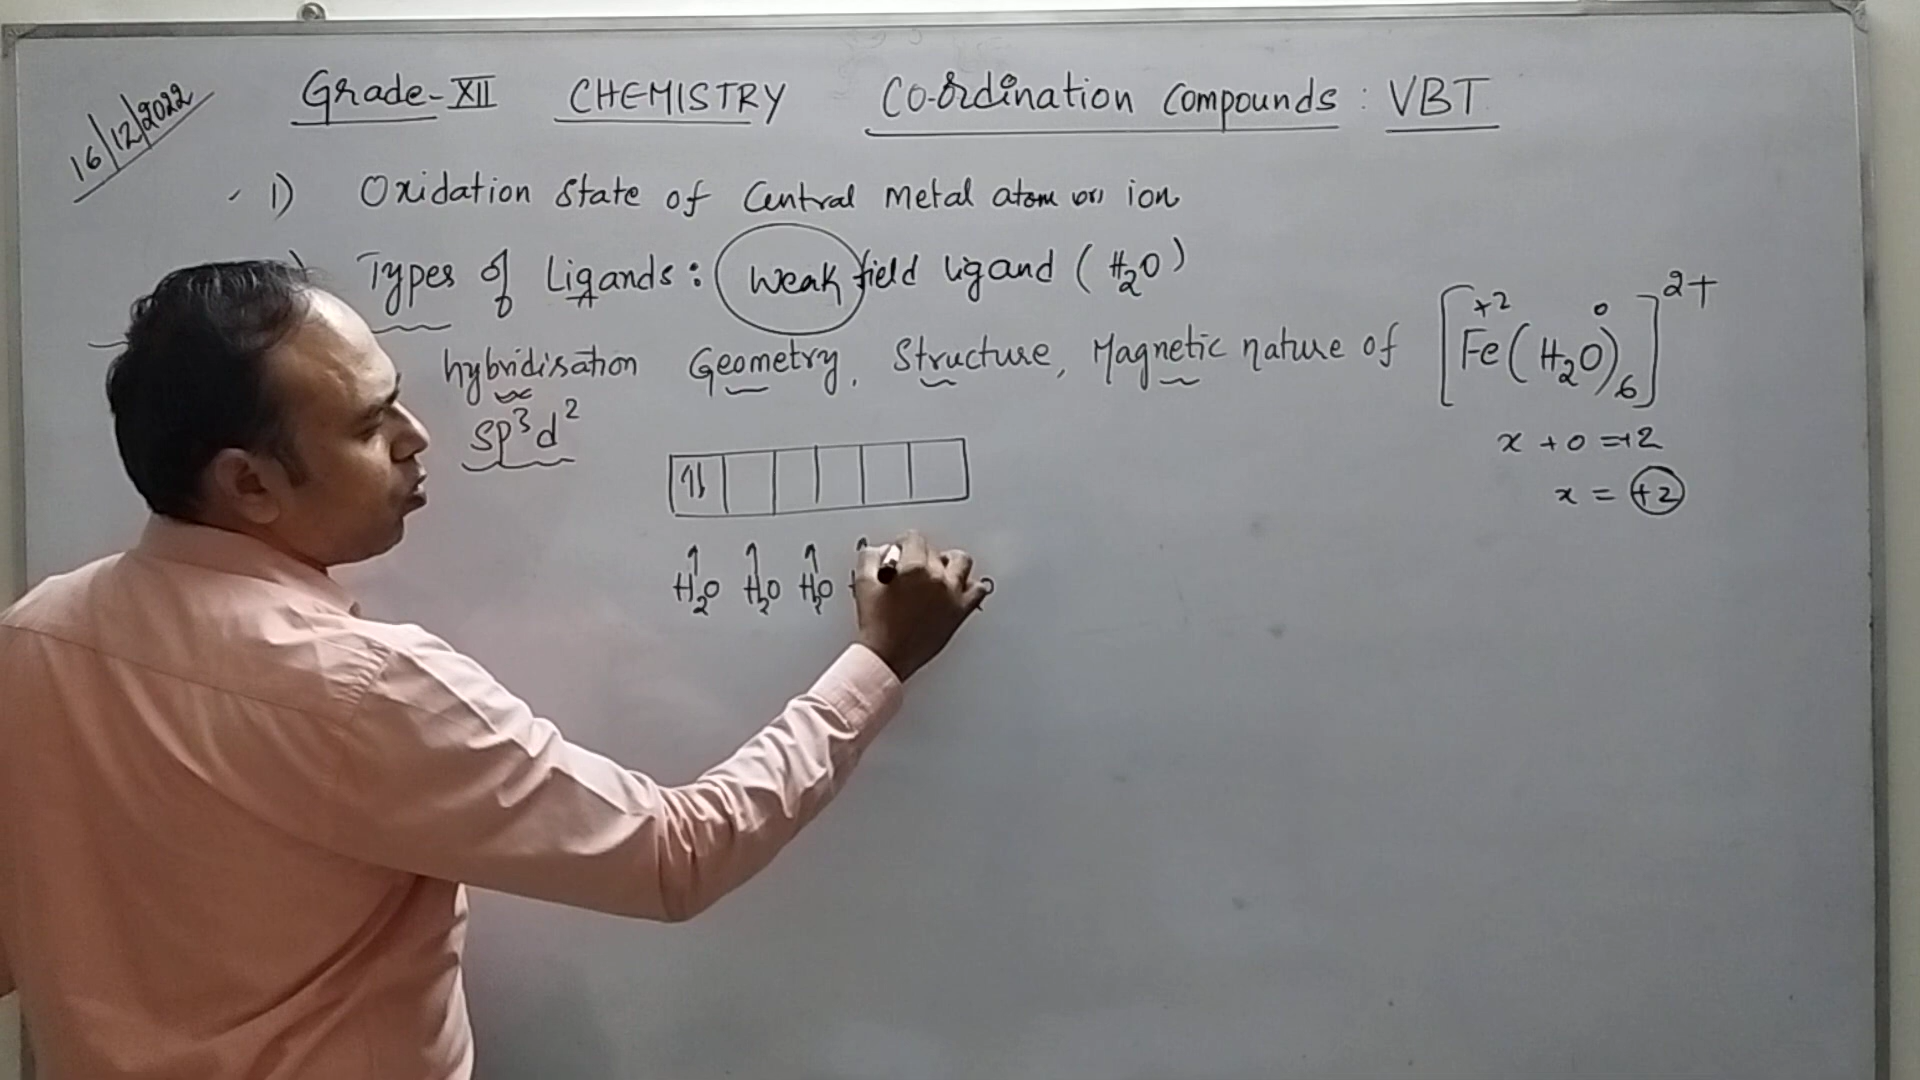 16/12/2022
Grade-XII CHEMISTRY Co-ordination Compounds : VBT
1) Oxidation state of Central Metal atom or ion
Types of Ligands : Weak field ligand (H₂O)
hybridisation Geometry, Structure, Magnetic nature of [Fe(H₂O)₆]²⁺
+2 0
sp³d²
x + 0 = +2
x = +2
↑↓
↑ ↑ ↑
H₂O H₂O H₂O